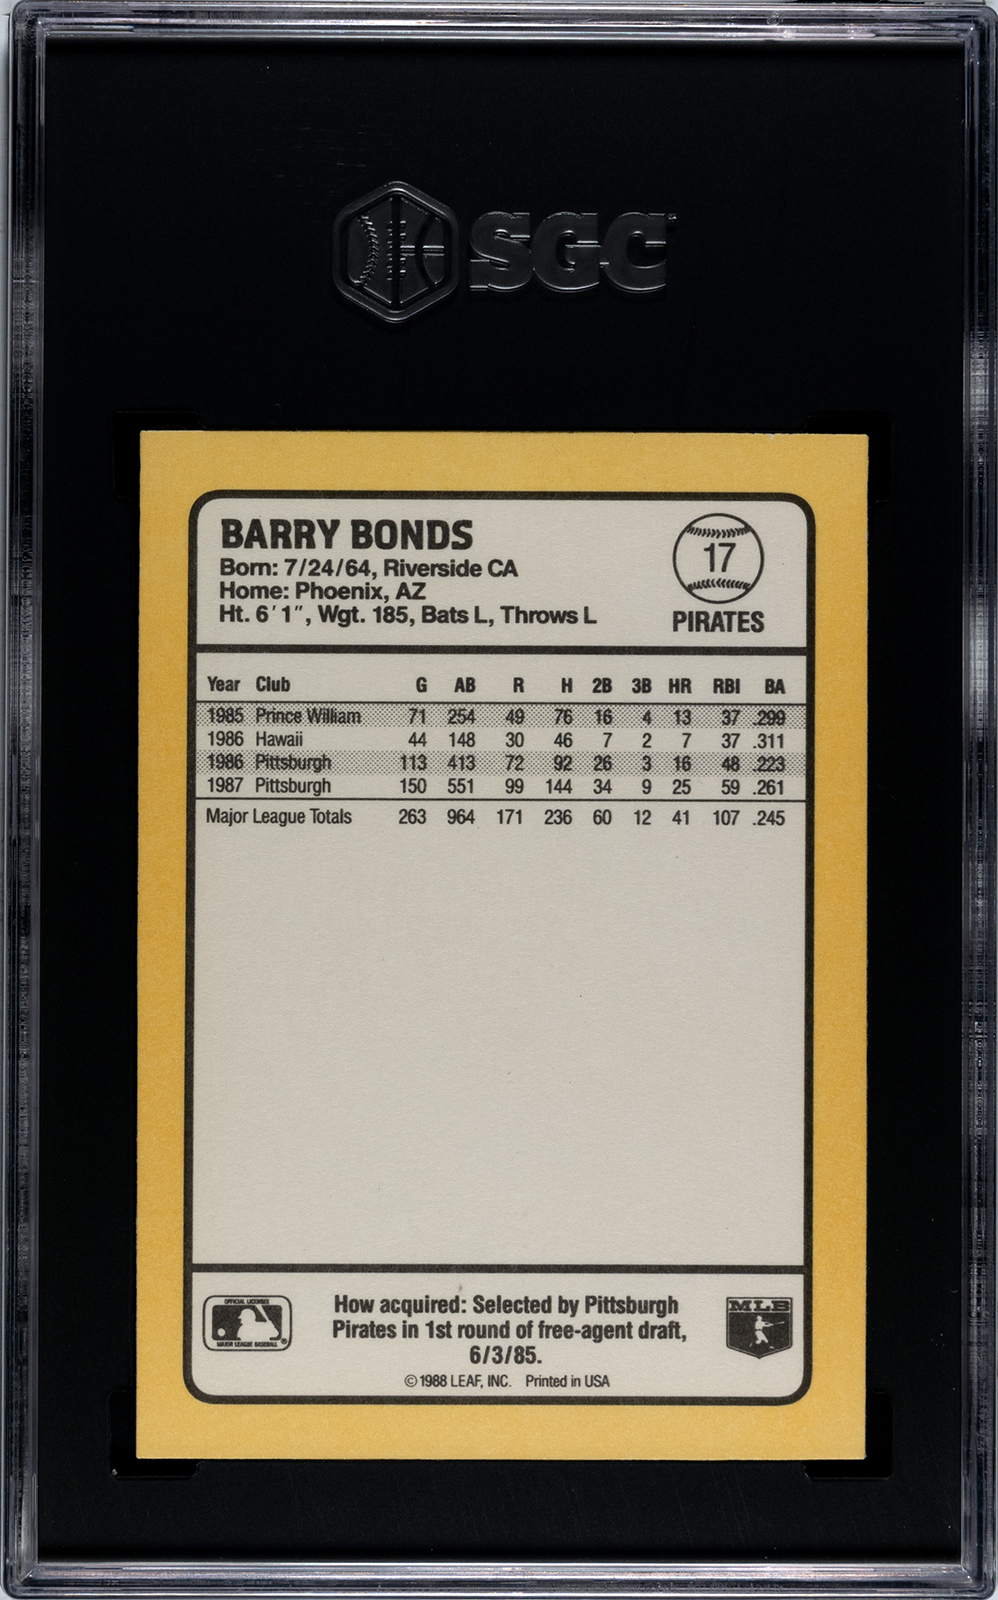 SGC
BARRY BONDS
Born: 7/24/64, Riverside CA
Home: Phoenix, AZ
Ht. 6'1", Wgt. 185, Bats L, Throws L
17
PIRATES
Year Club G AB R H 2B 3B HR RBI BA
1985 Prince William 71 254 49 76 16 4 13 37 .299
1986 Hawaii 44 148 30 46 7 2 7 37 .311
1986 Pittsburgh 113 413 72 92 26 3 16 48 .223
1987 Pittsburgh 150 551 99 144 34 9 25 59 .261
Major League Totals 263 964 171 236 60 12 41 107 .245
OFFICIAL LICENSEE
MAJOR LEAGUE BASEBALL ®
How acquired: Selected by Pittsburgh
Pirates in 1st round of free-agent draft,
6/3/85.
© 1988 LEAF, INC. Printed in USA
MLB